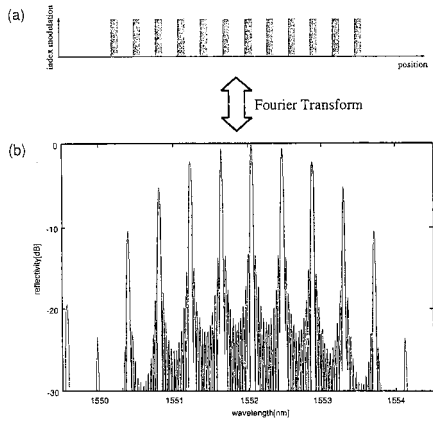 (a)
index modulation
position
Fourier Transform
(b)
reflectivity[dB]
0
-10
-20
-30
1550
1551
1552
1553
1554
wavelength[nm]